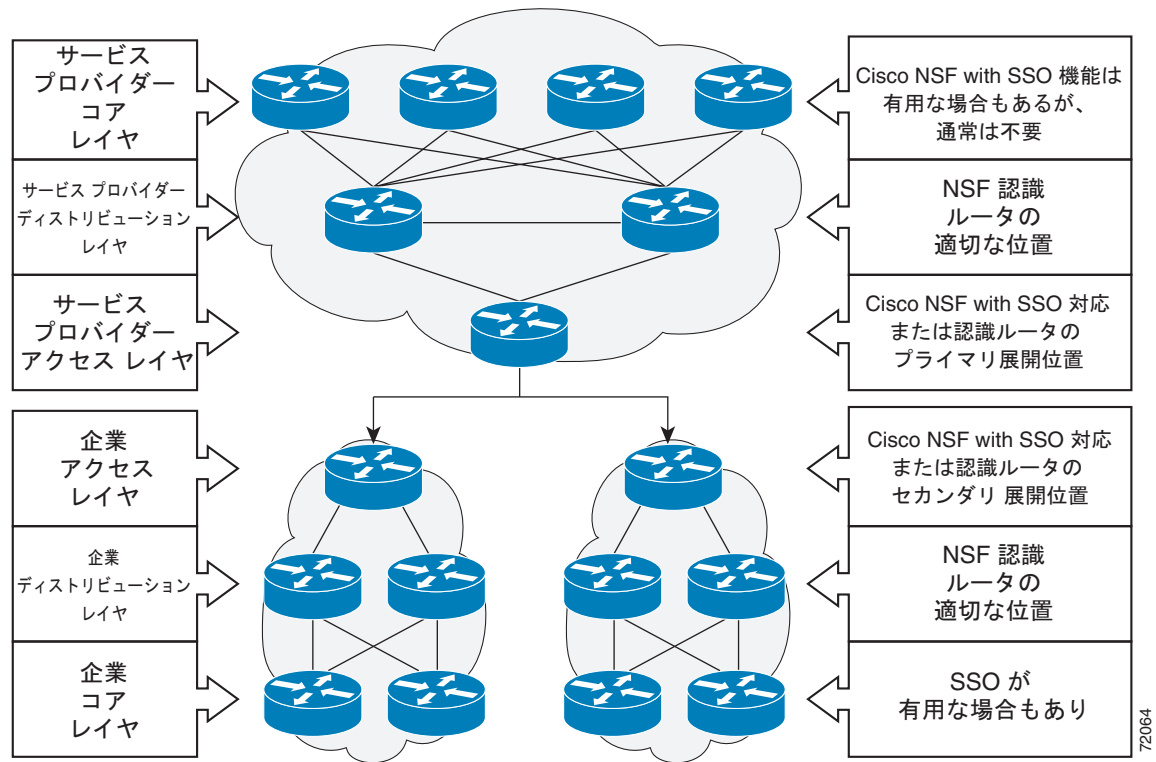 サービス
プロバイダー
コア
レイヤ
Cisco NSF with SSO 機能は
有用な場合もあるが、
通常は不要
サービス プロバイダー
ディストリビューション
レイヤ
NSF 認識
ルータの
適切な位置
サービス
プロバイダー
アクセス レイヤ
Cisco NSF with SSO 対応
または認識ルータの
プライマリ展開位置
企業
アクセス
レイヤ
Cisco NSF with SSO 対応
または認識ルータの
セカンダリ 展開位置
企業
ディストリビューション
レイヤ
NSF 認識
ルータの
適切な位置
企業
コア
レイヤ
SSO が
有用な場合もあり
72064